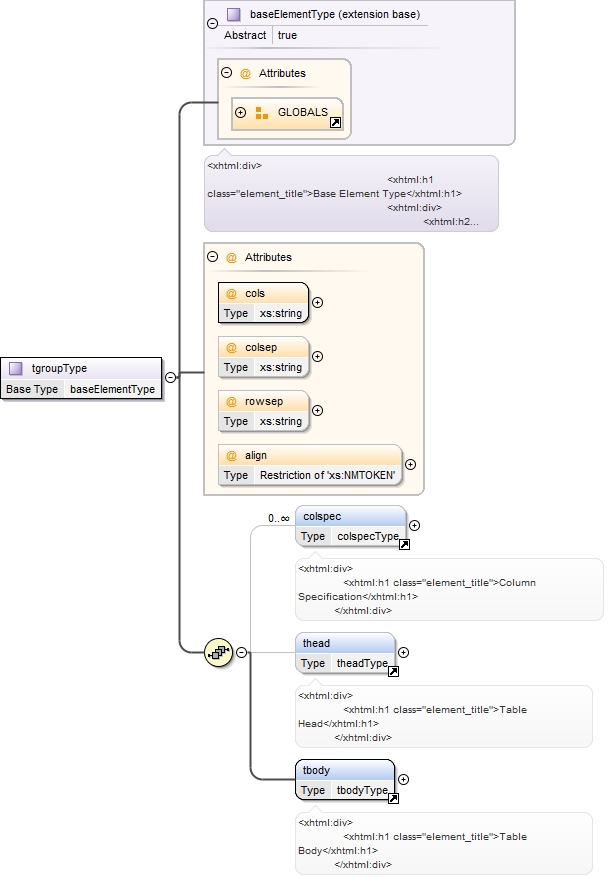 baseElementType (extension base)
Abstract true
@ Attributes
GLOBALS
<xhtml:div>
<xhtml:h1
class="element_title">Base Element Type</xhtml:h1>
<xhtml:div>
<xhtml:h2...
@ Attributes
@ cols
Type xs:string
@ colsep
Type xs:string
@ rowsep
Type xs:string
@ align
Type Restriction of 'xs:NMTOKEN'
tgroupType
Base Type baseElementType
0..∞
colspec
Type colspecType
<xhtml:div>
<xhtml:h1 class="element_title">Column
Specification</xhtml:h1>
</xhtml:div>
thead
Type theadType
<xhtml:div>
<xhtml:h1 class="element_title">Table
Head</xhtml:h1>
</xhtml:div>
tbody
Type tbodyType
<xhtml:div>
<xhtml:h1 class="element_title">Table
Body</xhtml:h1>
</xhtml:div>